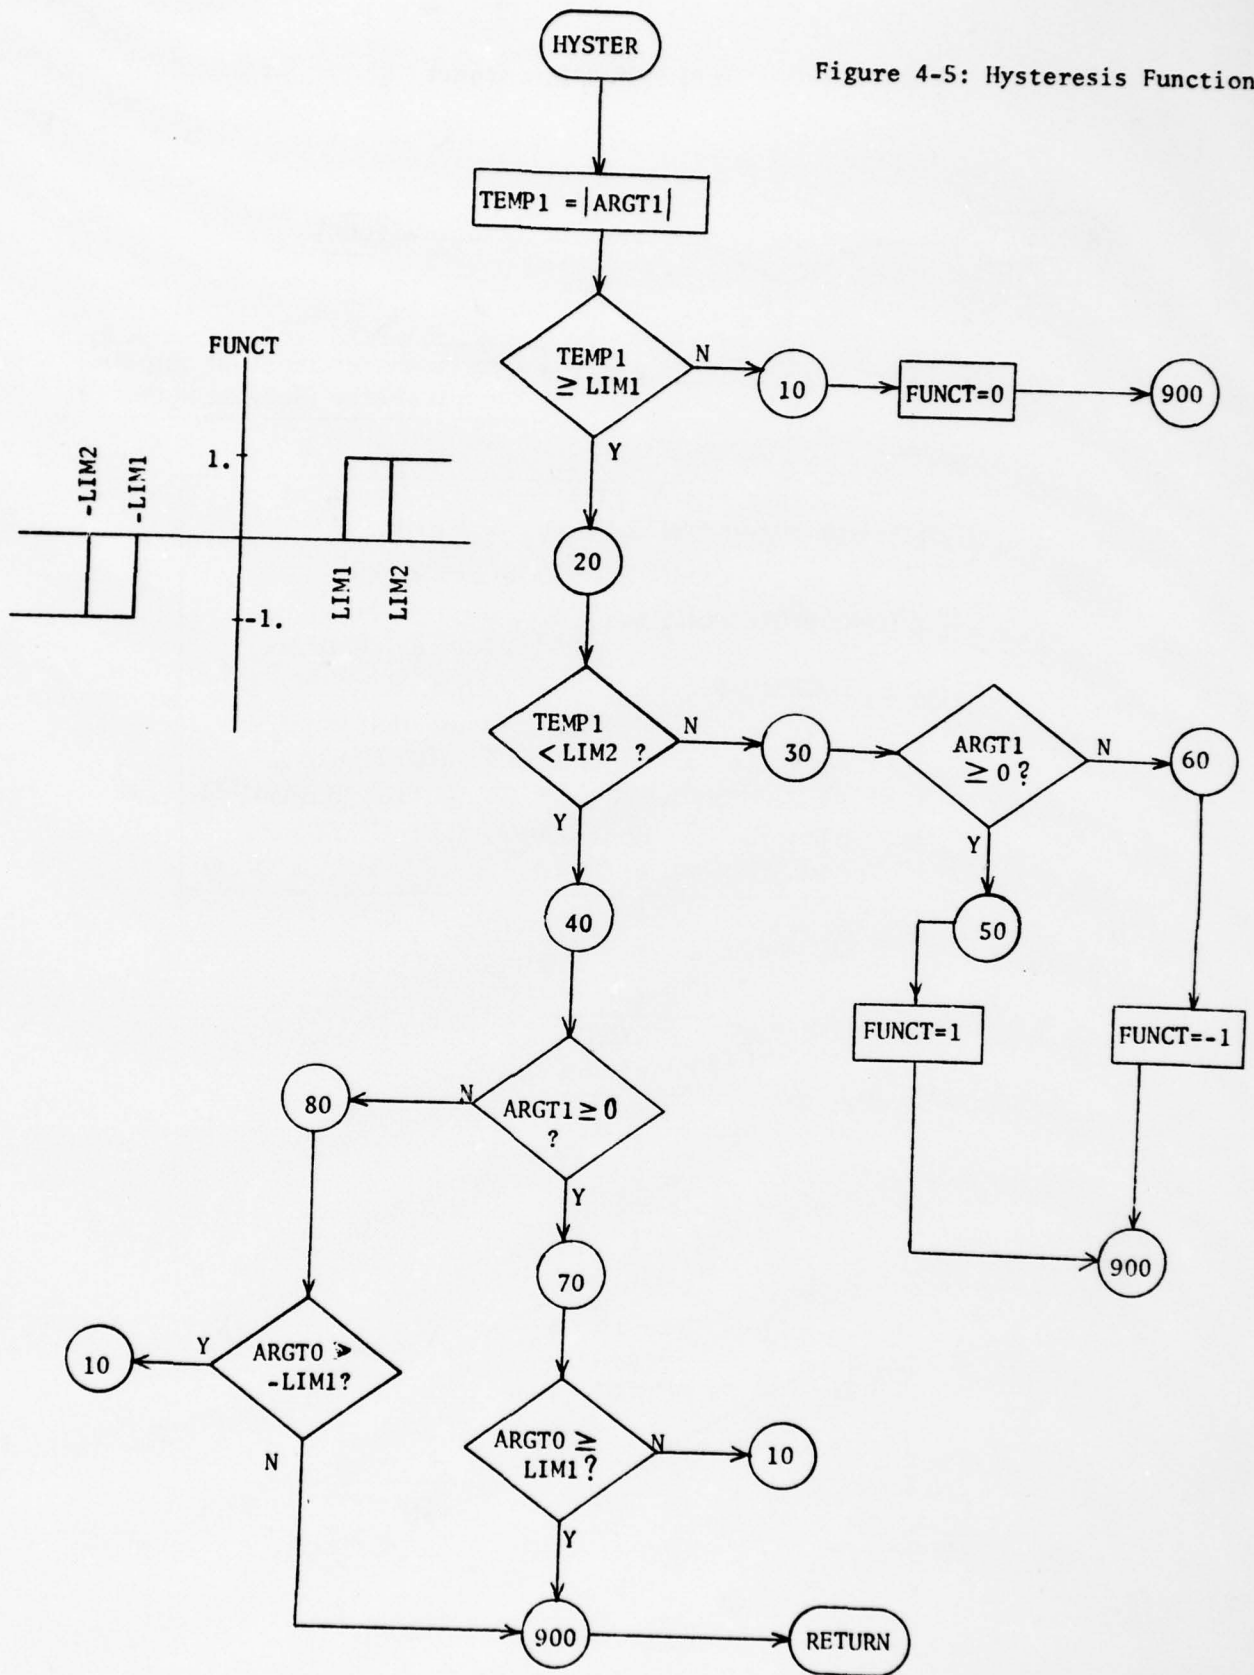 HYSTER
Figure 4-5: Hysteresis Function
TEMP1 = |ARGT1|
TEMP1
≥ LIM1
N
10
FUNCT=0
900
Y
FUNCT
1.
-LIM2
-LIM1
LIM1
LIM2
-1.
20
TEMP1
< LIM2 ?
N
30
ARGT1
≥ 0 ?
N
60
Y
Y
50
40
FUNCT=1
FUNCT=-1
900
80
N
ARGT1 ≥ 0
?
Y
70
10
Y
ARGT0 >
-LIM1?
N
ARGT0 ≥
LIM1?
N
10
Y
900
RETURN